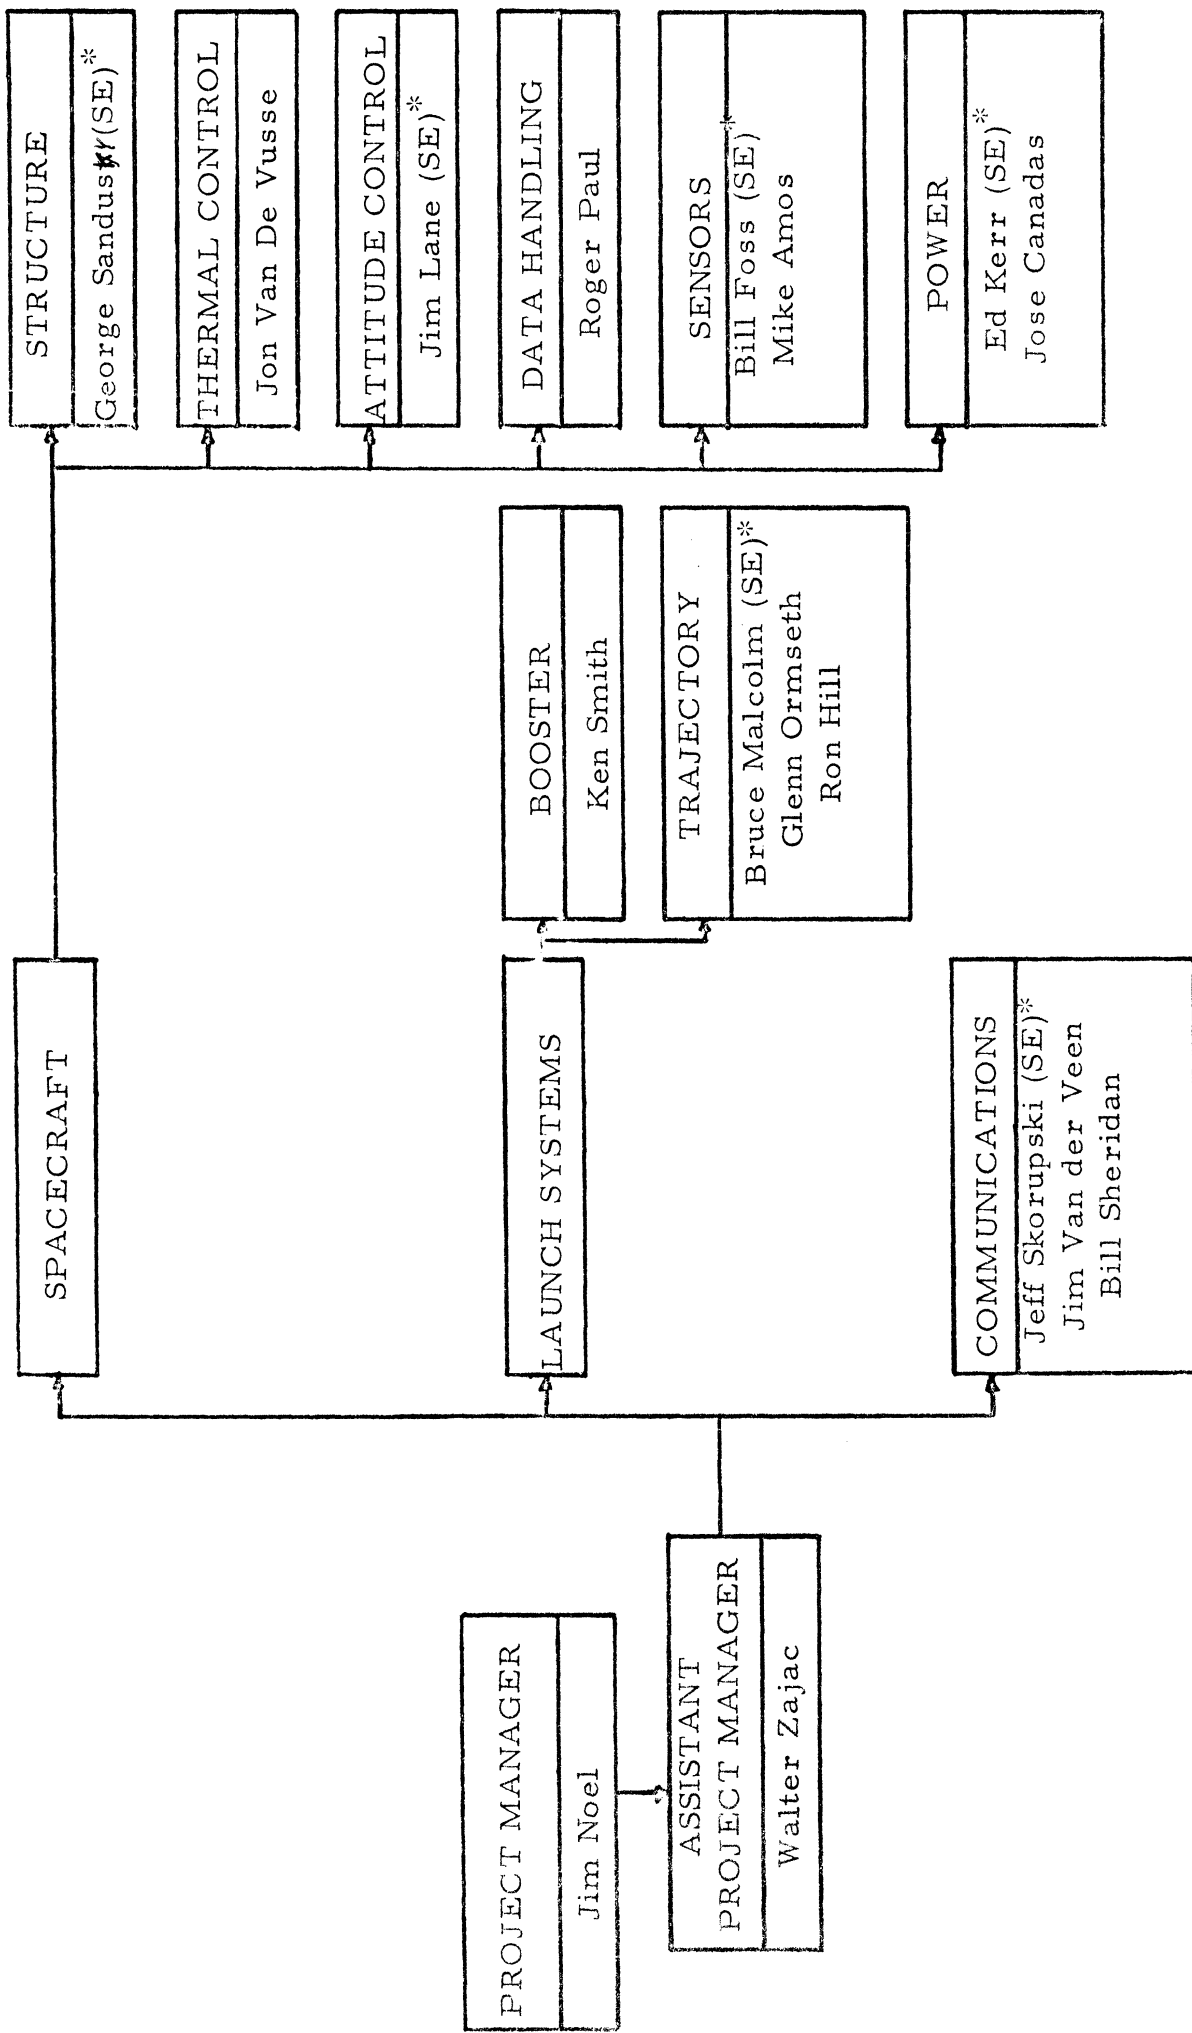 PROJECT MANAGER
Jim Noel
ASSISTANT
PROJECT MANAGER
Walter Zajac
SPACECRAFT
LAUNCH SYSTEMS
COMMUNICATIONS
Jeff Skorupski (SE)*
Jim Van der Veen
Bill Sheridan
BOOSTER
Ken Smith
TRAJECTORY
Bruce Malcolm (SE)*
Glenn Ormseth
Ron Hill
STRUCTURE
George Sandusky (SE)*
THERMAL CONTROL
Jon Van De Vusse
ATTITUDE CONTROL
Jim Lane (SE)*
DATA HANDLING
Roger Paul
SENSORS
Bill Foss (SE)*
Mike Amos
POWER
Ed Kerr (SE)*
Jose Canadas